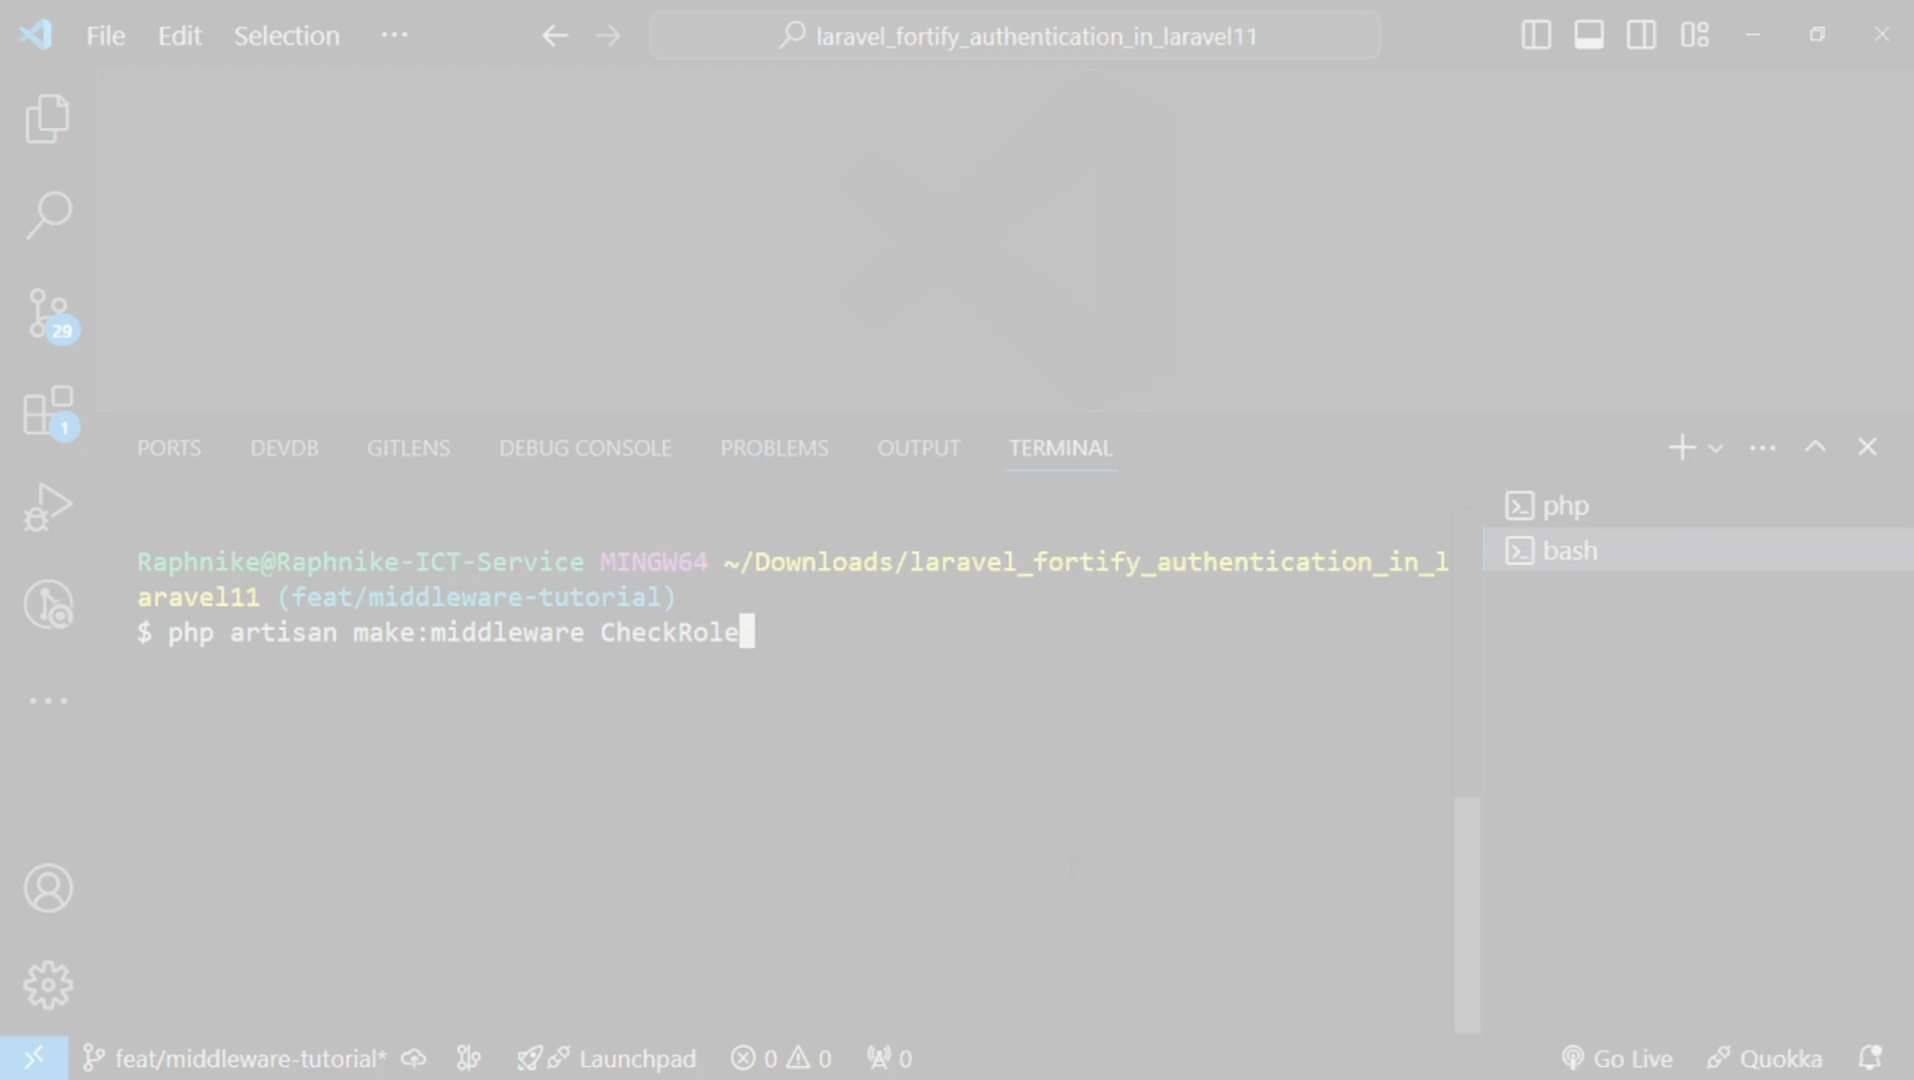 File Edit Selection ···
laravel_fortify_authentication_in_laravel11
29
1
PORTS DEVDB GITLENS DEBUG CONSOLE PROBLEMS OUTPUT TERMINAL
php
bash
Raphnike@Raphnike-ICT-Service MINGW64 ~/Downloads/laravel_fortify_authentication_in_l
aravel11 (feat/middleware-tutorial)
$ php artisan make:middleware CheckRole
feat/middleware-tutorial* Launchpad 0 0 0 Go Live Quokka